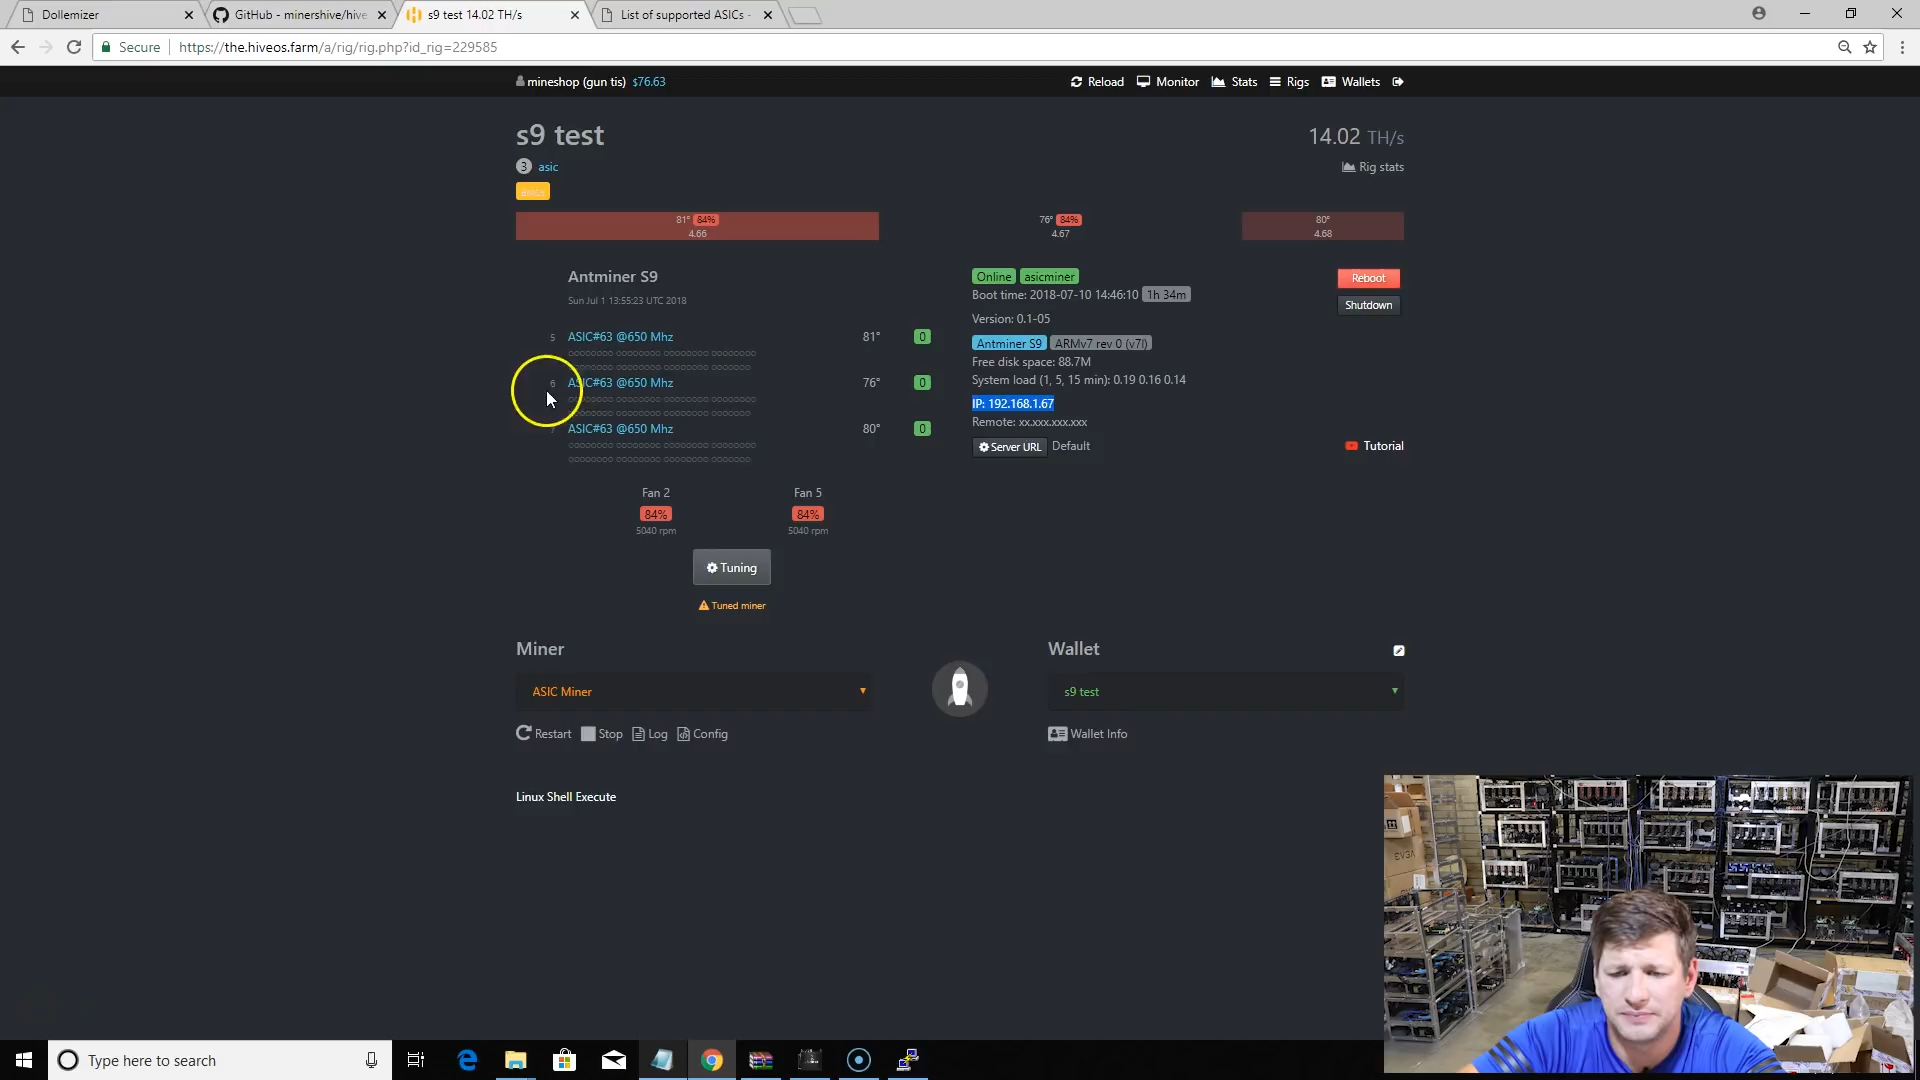 Dollemizer
GitHub - minershive/hive
s9 test 14.02 TH/s
List of supported ASICs -
Secure
https://the.hiveos.farm/a/rig/rig.php?id_rig=229585
mineshop (gun tis) $76.63
Reload
Monitor
Stats
Rigs
Wallets
s9 test
14.02 TH/s
3 asic
Rig stats
81° 84%
4.66
76° 84%
4.67
80°
4.68
Antminer S9
Sun Jul 1 13:55:23 UTC 2018
5 ASIC#63 @650 Mhz 81° 0
6 ASIC#63 @650 Mhz 76° 0
ASIC#63 @650 Mhz 80° 0
Online asicminer
Boot time: 2018-07-10 14:46:10 1h 34m
Version: 0.1-05
Antminer S9 ARMv7 rev 0 (v7l)
Free disk space: 88.7M
System load (1, 5, 15 min): 0.19 0.16 0.14
IP: 192.168.1.67
Remote: xx.xxx.xxx.xxx
Server URL Default
Reboot
Shutdown
Tutorial
Fan 2
84%
5040 rpm
Fan 5
84%
5040 rpm
Tuning
Tuned miner
Miner
ASIC Miner
Restart Stop Log Config
Wallet
s9 test
Wallet Info
Linux Shell Execute
EVGA
Type here to search